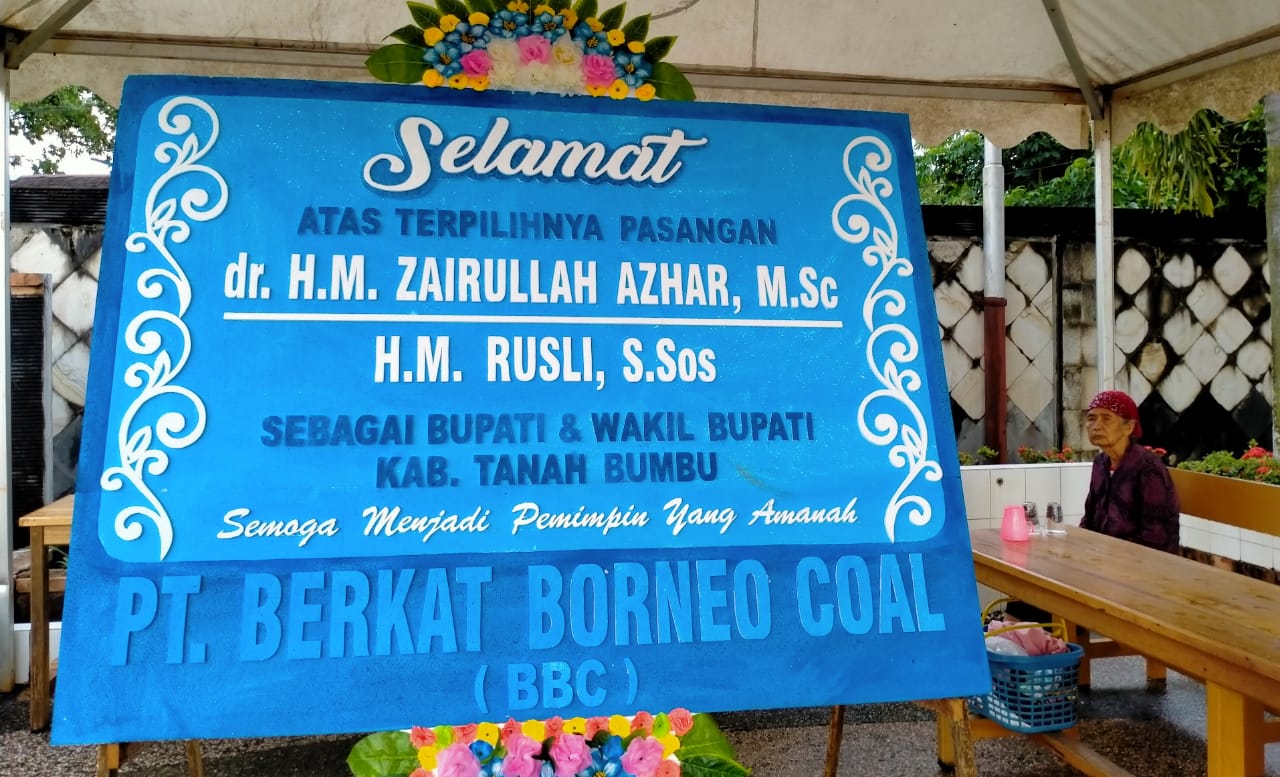 Selamat
ATAS TERPILIHNYA PASANGAN
dr. H.M. ZAIRULLAH AZHAR, M.Sc
H.M. RUSLI, S.Sos
SEBAGAI BUPATI & WAKIL BUPATI
KAB. TANAH BUMBU
Semoga Menjadi Pemimpin Yang Amanah
PT. BERKAT BORNEO COAL
( BBC )